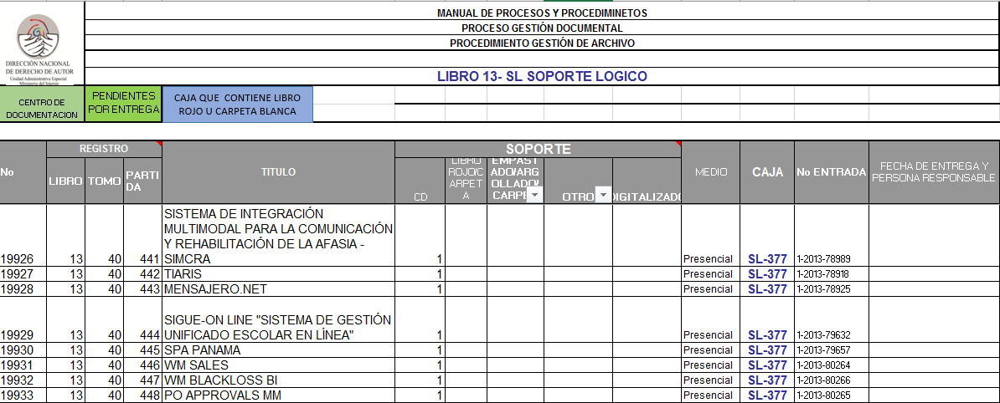 MANUAL DE PROCESOS Y PROCEDIMINETOS
PROCESO GESTIÓN DOCUMENTAL
PROCEDIMIENTO GESTIÓN DE ARCHIVO
DIRECCIÓN NACIONAL
DE DERECHO DE AUTOR
Unidad Administrativa Especial
Ministerio del Interior
LIBRO 13- SL SOPORTE LOGICO
CENTRO DE
DOCUMENTACION
PENDIENTES
POR ENTREGA
CAJA QUE CONTIENE LIBRO
ROJO U CARPETA BLANCA
REGISTRO
SOPORTE
No
LIBRO
TOMO
PARTI
DA
TITULO
CD
LIBRO
ROJO/C
ARPET
A
EMPAST
ADO/ARG
OLLADO/
CARPE
OTRO
DIGITALIZADO
MEDIO
CAJA
No ENTRADA
FECHA DE ENTREGA Y
PERSONA RESPONSABLE
SISTEMA DE INTEGRACIÓN
MULTIMODAL PARA LA COMUNICACIÓN
Y REHABILITACIÓN DE LA AFASIA -
19926 13 40 441 SIMCRA 1 Presencial SL-377 1-2013-78989
19927 13 40 442 TIARIS 1 Presencial SL-377 1-2013-78918
19928 13 40 443 MENSAJERO.NET 1 Presencial SL-377 1-2013-78925
SIGUE-ON LINE "SISTEMA DE GESTIÓN
19929 13 40 444 UNIFICADO ESCOLAR EN LÍNEA" 1 Presencial SL-377 1-2013-79632
19930 13 40 445 SPA PANAMA 1 Presencial SL-377 1-2013-79657
19931 13 40 446 WM SALES 1 Presencial SL-377 1-2013-80264
19932 13 40 447 WM BLACKLOSS BI 1 Presencial SL-377 1-2013-80266
19933 13 40 448 PO APPROVALS MM 1 Presencial SL-377 1-2013-80265